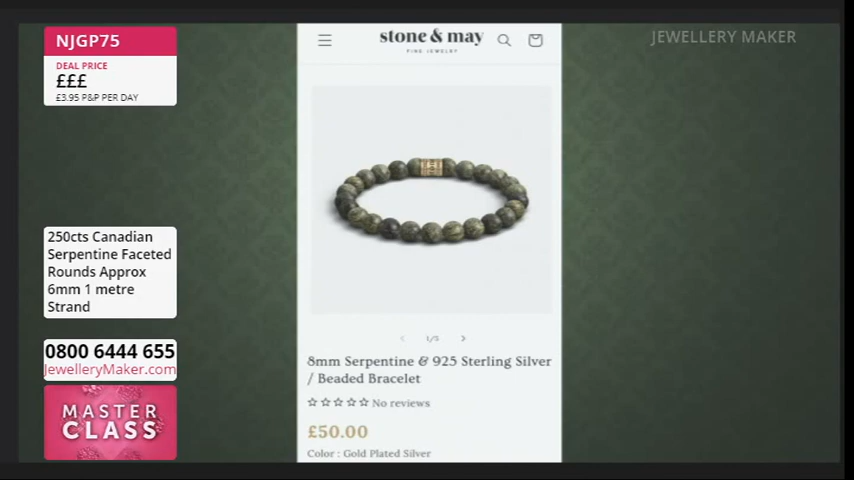 NJGP75
DEAL PRICE
£££
£3.95 P&P PER DAY
250cts Canadian
Serpentine Faceted
Rounds Approx
6mm 1 metre
Strand
0800 6444 655
JewelleryMaker.com
MASTER
CLASS
stone & may
FINE JEWELRY
1/5
8mm Serpentine & 925 Sterling Silver
/ Beaded Bracelet
No reviews
£50.00
Color : Gold Plated Silver
JEWELLERY MAKER